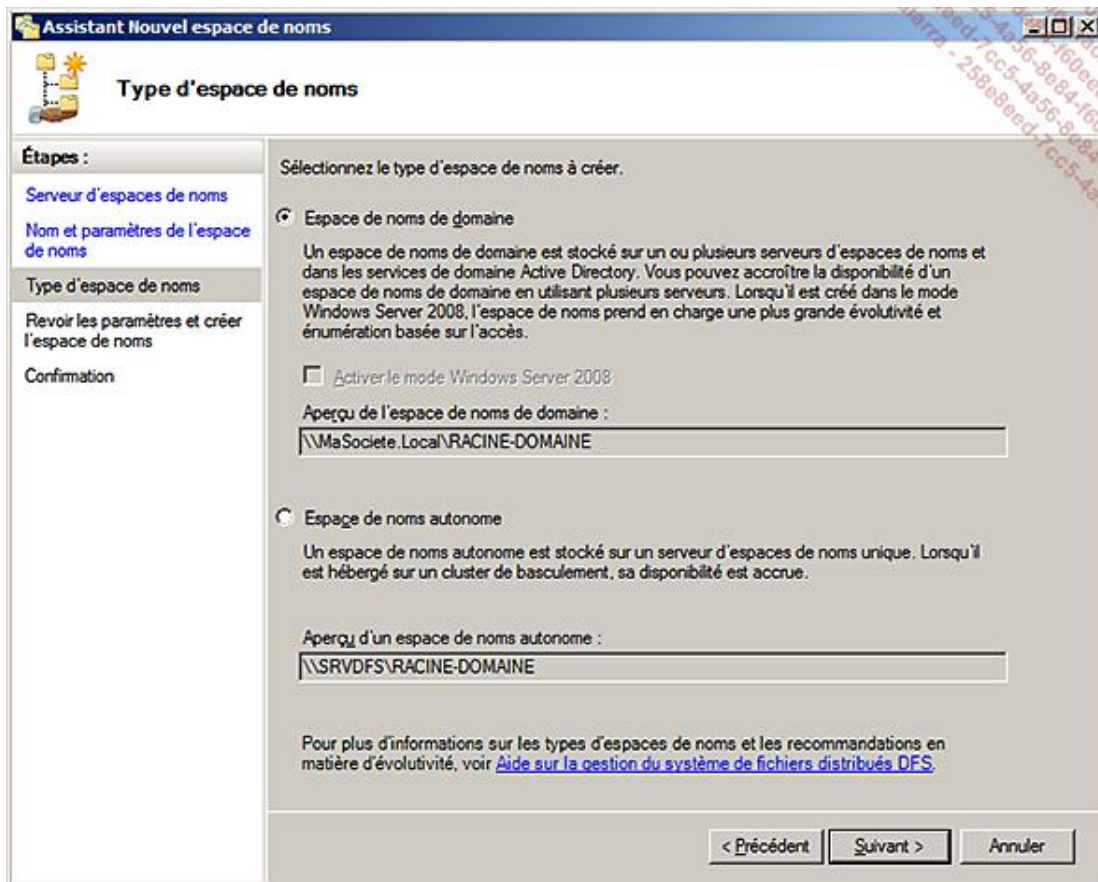 Assistant Nouvel espace de noms
Type d'espace de noms
Étapes :
Serveur d'espaces de noms
Nom et paramètres de l'espace
de noms
Type d'espace de noms
Revoir les paramètres et créer
l'espace de noms
Confirmation
Sélectionnez le type d'espace de noms à créer.
Espace de noms de domaine
Un espace de noms de domaine est stocké sur un ou plusieurs serveurs d'espaces de noms et
dans les services de domaine Active Directory. Vous pouvez accroître la disponibilité d'un
espace de noms de domaine en utilisant plusieurs serveurs. Lorsqu'il est créé dans le mode
Windows Server 2008, l'espace de noms prend en charge une plus grande évolutivité et
énumération basée sur l'accès.
Activer le mode Windows Server 2008
Aperçu de l'espace de noms de domaine :
\\MaSociete.Local\RACINE-DOMAINE
Espace de noms autonome
Un espace de noms autonome est stocké sur un serveur d'espaces de noms unique. Lorsqu'il
est hébergé sur un cluster de basculement, sa disponibilité est accrue.
Aperçu d'un espace de noms autonome :
\\SRVDFS\RACINE-DOMAINE
Pour plus d'informations sur les types d'espaces de noms et les recommandations en
matière d'évolutivité, voir Aide sur la gestion du système de fichiers distribués DFS.
< Précédent
Suivant >
Annuler